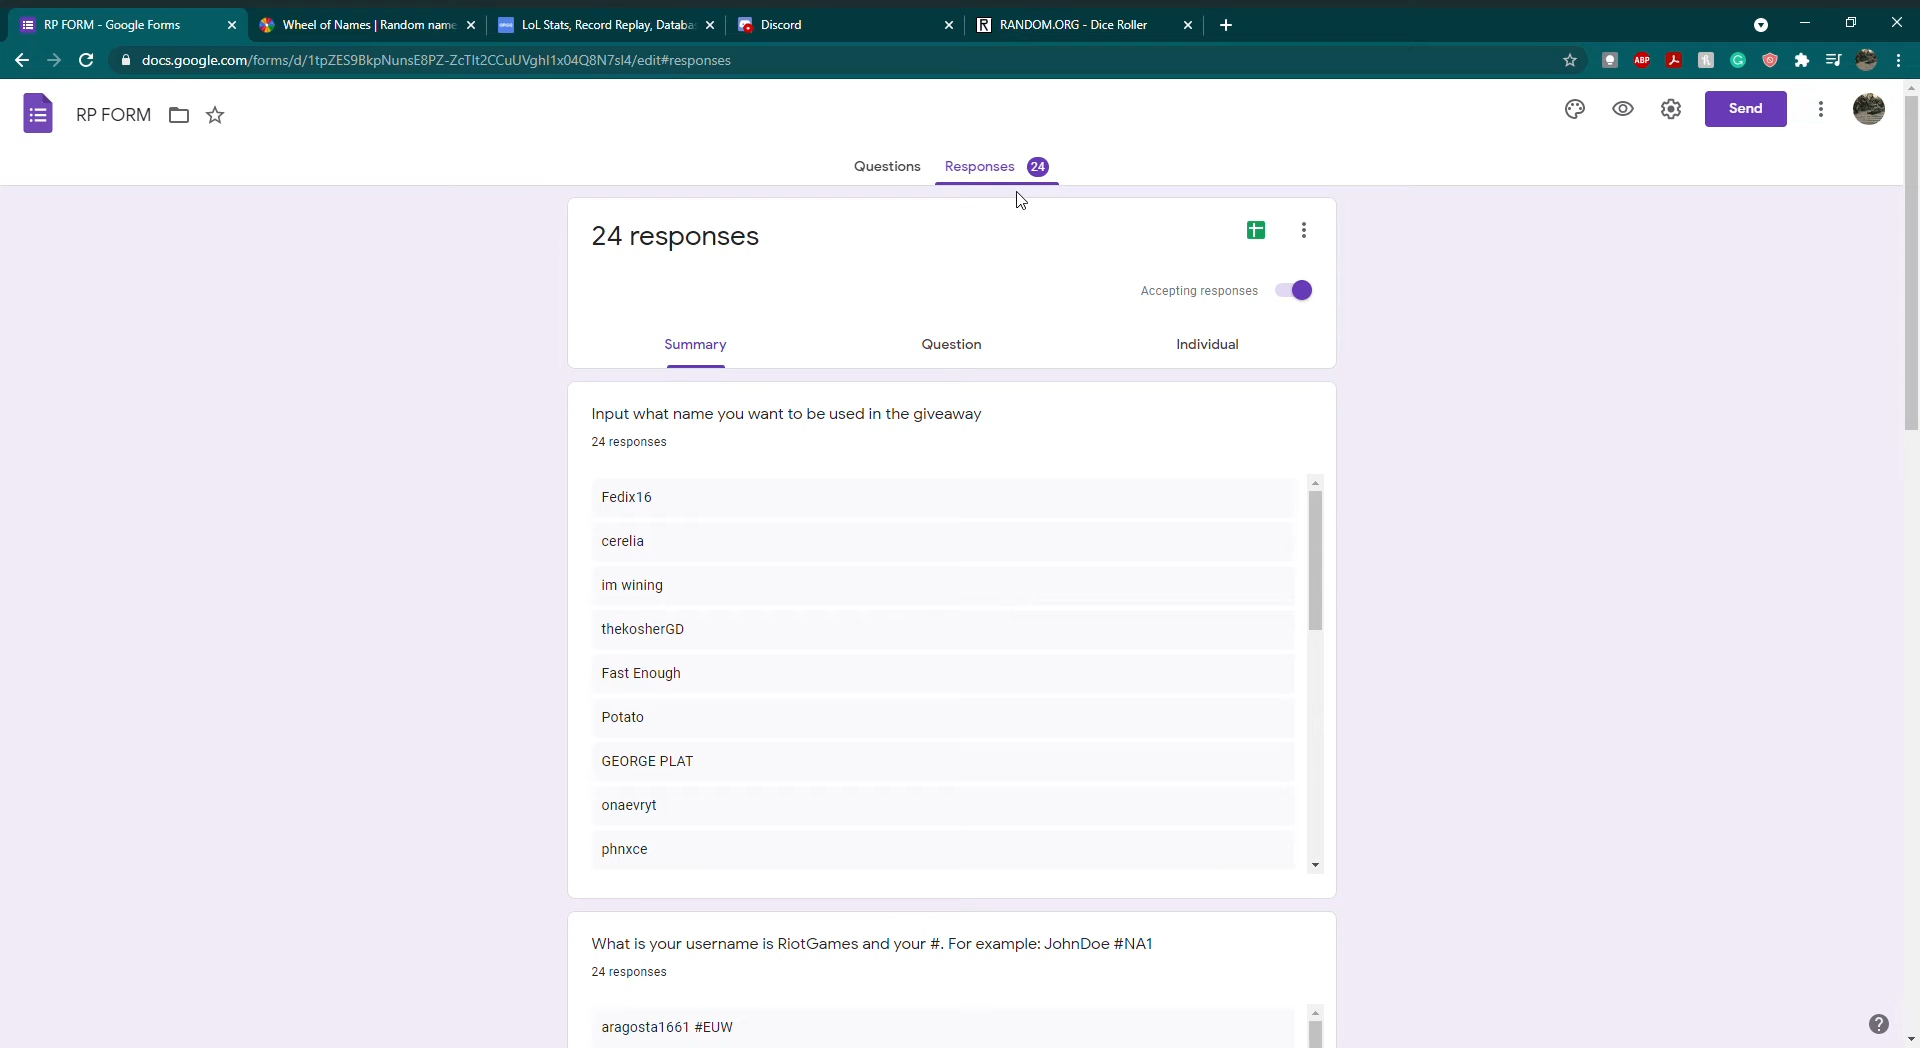 RP FORM - Google Forms
Wheel of Names | Random name
LoL Stats, Record Replay, Databa
Discord
RANDOM.ORG - Dice Roller
docs.google.com/forms/d/1tpZES9BkpNunsE8PZ-ZcTlt2CCuUVghl1x04Q8N7sl4/edit#responses
ABP
RP FORM
Send
Questions
Responses 24
24 responses
Accepting responses
Summary
Question
Individual
Input what name you want to be used in the giveaway
24 responses
Fedix16
cerelia
im wining
thekosherGD
Fast Enough
Potato
GEORGE PLAT
onaevryt
phnxce
What is your username is RiotGames and your #. For example: JohnDoe #NA1
24 responses
aragosta1661 #EUW